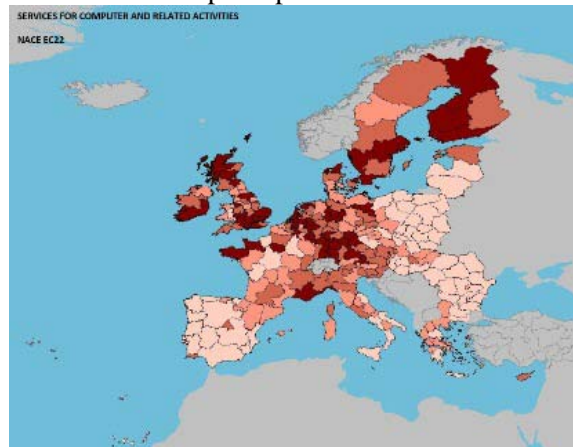 SERVICES FOR COMPUTER AND RELATED ACTIVITIES
NACE EC22